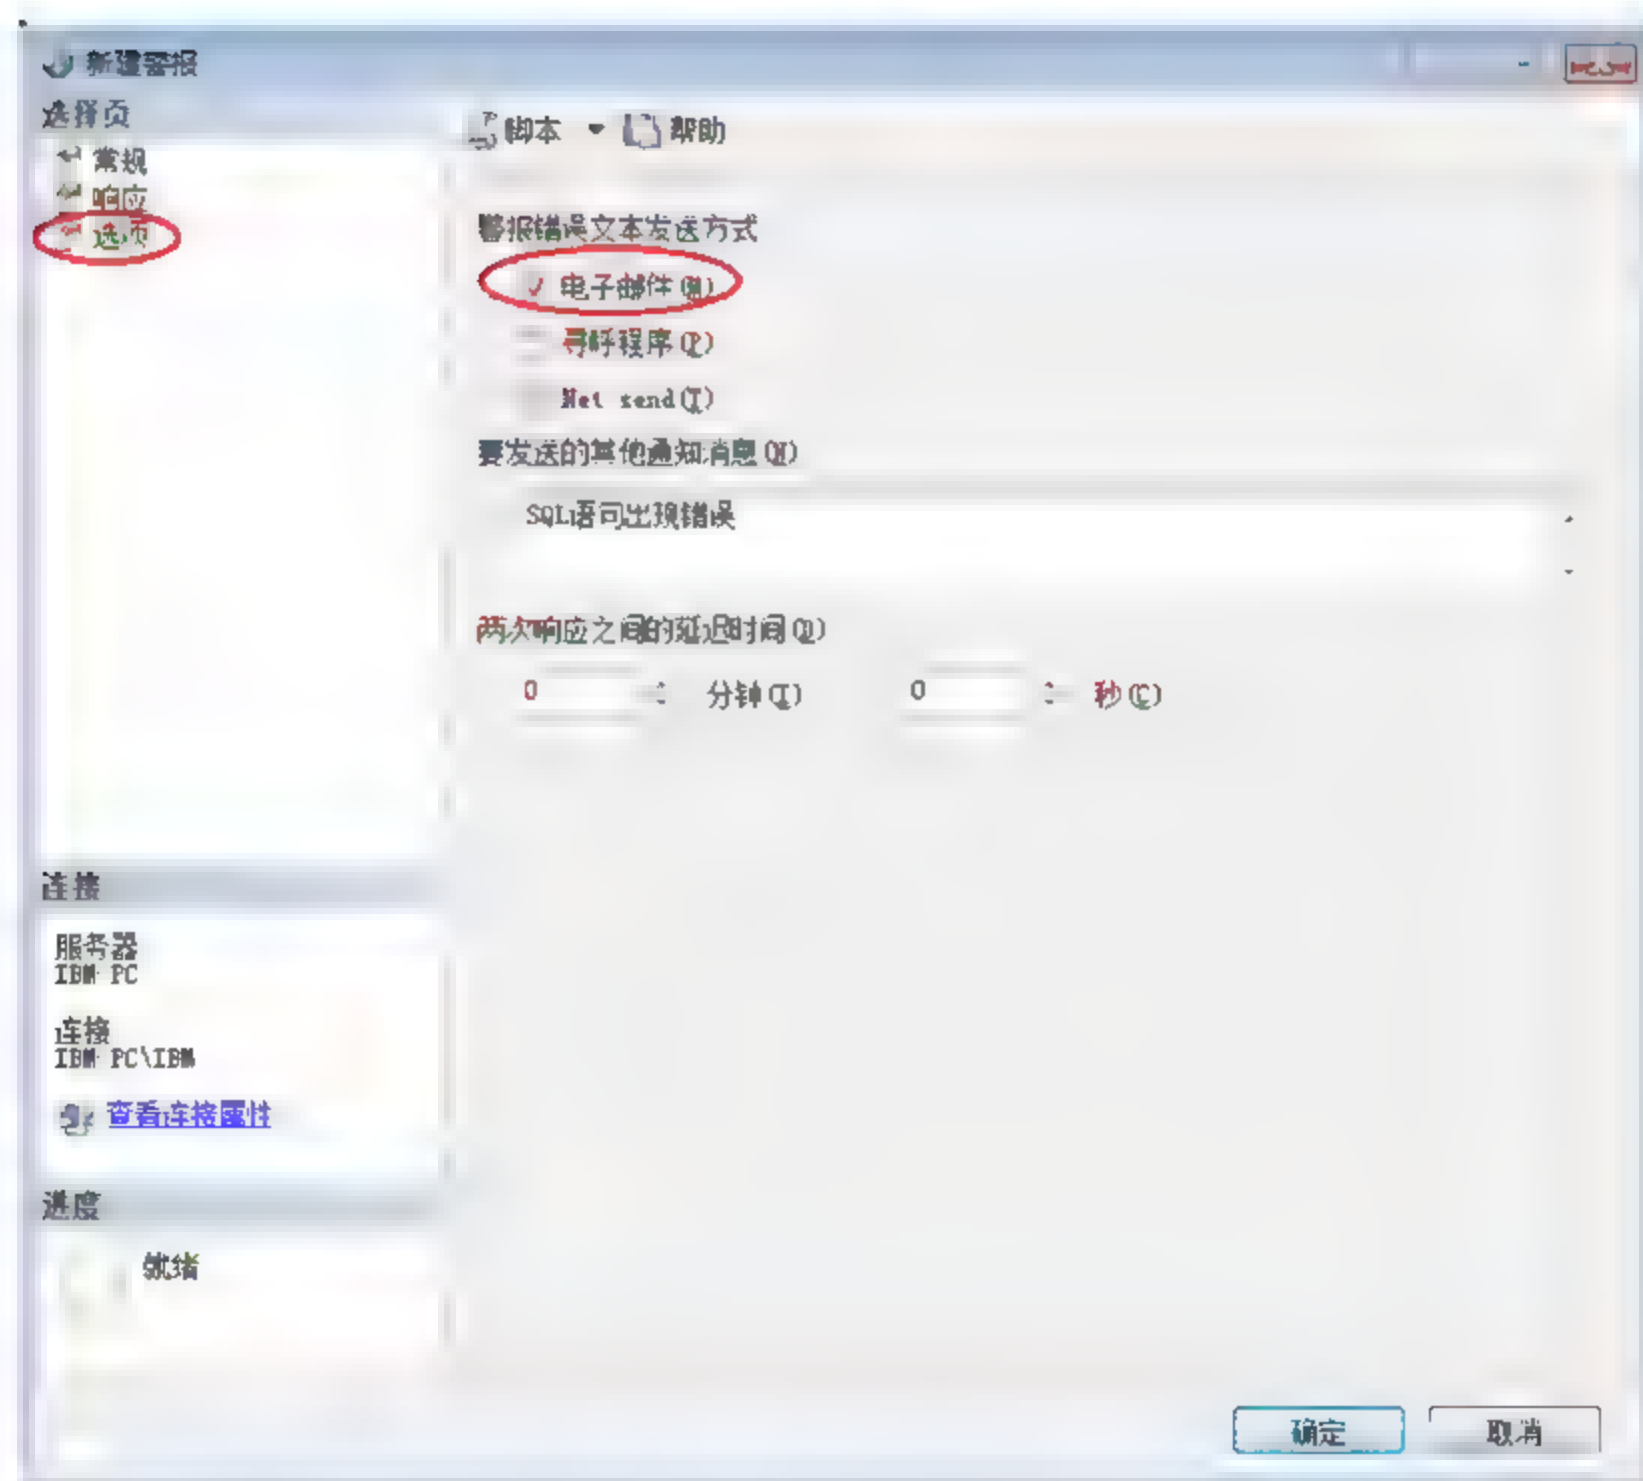 新建警报
选择页
常规
响应
选项
脚本 帮助
警报错误文本发送方式
电子邮件(M)
寻呼程序(P)
Net send(T)
要发送的其他通知消息(N)
SQL语句出现错误
两次响应之间的延迟时间(D)
0 分钟(I) 0 秒(C)
连接
服务器
IBM-PC
连接
IBM-PC\IBM
查看连接属性
进度
就绪
确定 取消